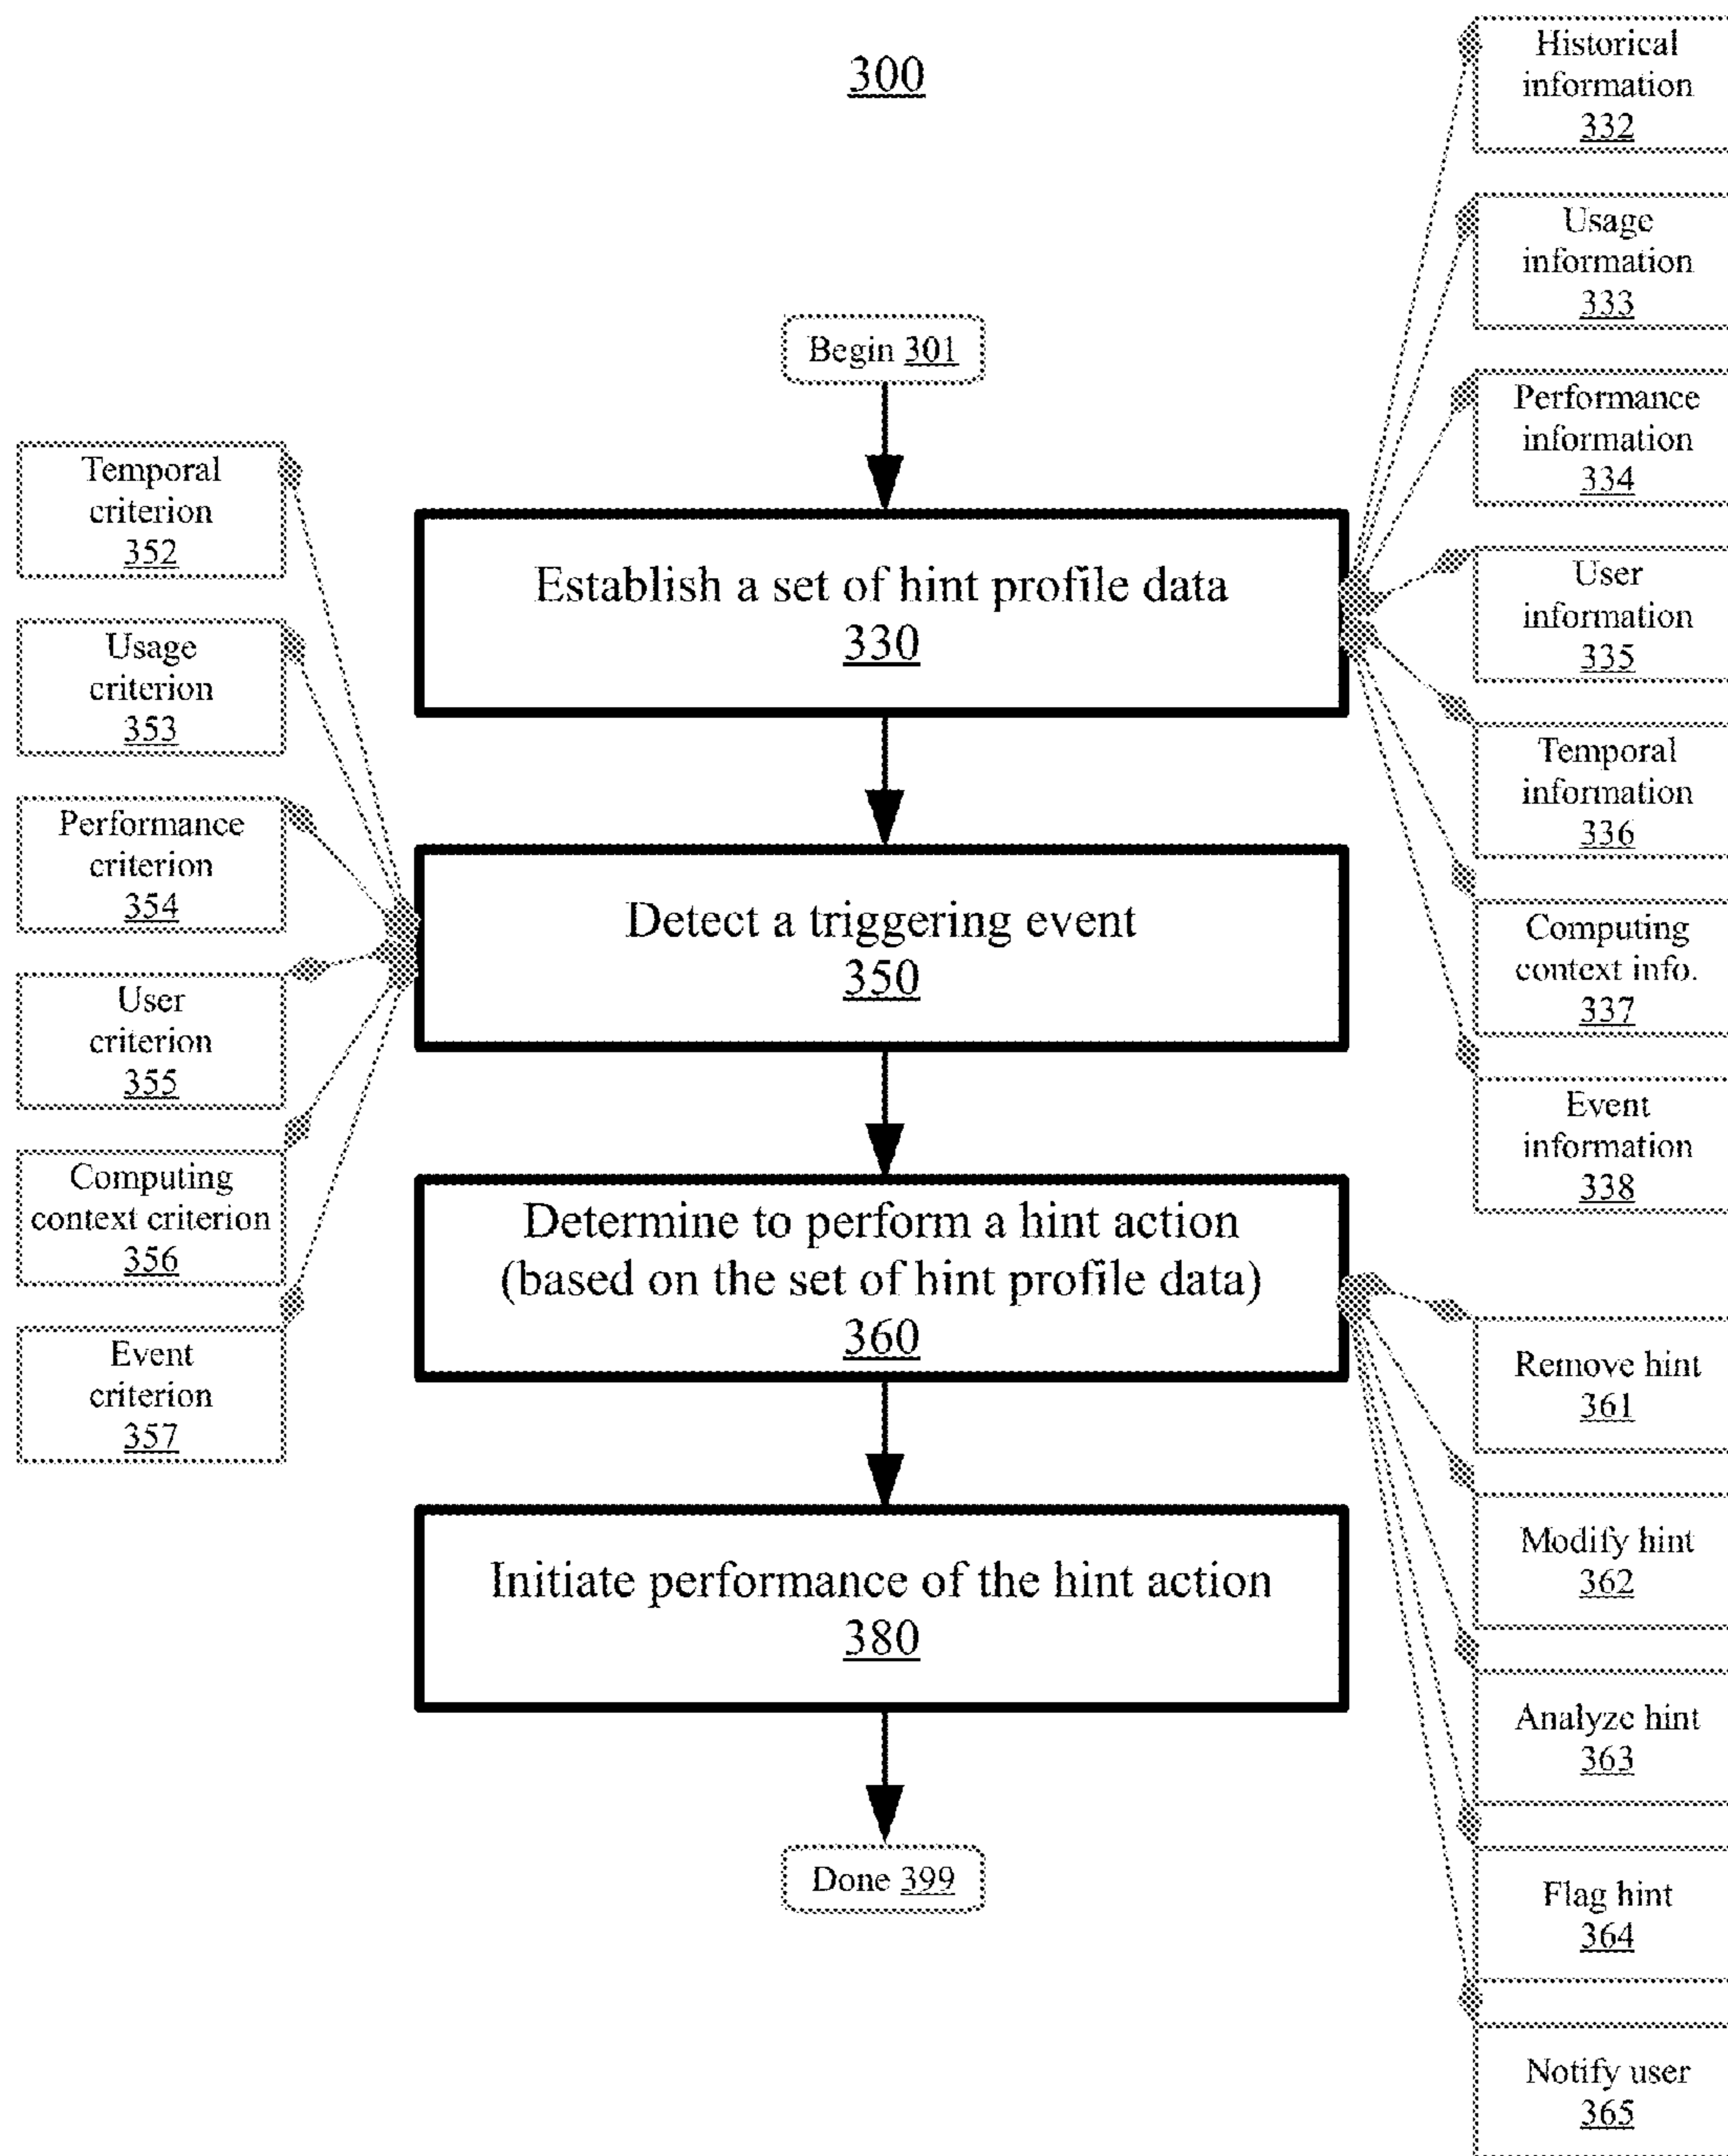 300
Begin 301
Establish a set of hint profile data
330
Historical
information
332
Usage
information
333
Performance
information
334
User
information
335
Temporal
information
336
Computing
context info.
337
Event
information
338
Detect a triggering event
350
Temporal
criterion
352
Usage
criterion
353
Performance
criterion
354
User
criterion
355
Computing
context criterion
356
Event
criterion
357
Determine to perform a hint action
(based on the set of hint profile data)
360
Remove hint
361
Modify hint
362
Analyze hint
363
Flag hint
364
Notify user
365
Initiate performance of the hint action
380
Done 399